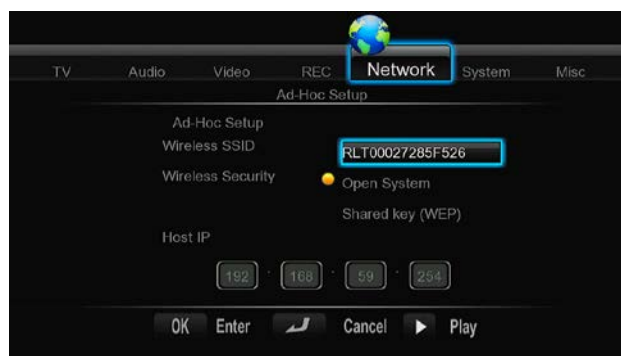 TV Audio Video REC Network System Misc
Ad-Hoc Setup
Ad-Hoc Setup
Wireless SSID RLT00027285F526
Wireless Security Open System
Shared key (WEP)
Host IP
192 . 168 . 59 . 254
OK Enter Cancel Play